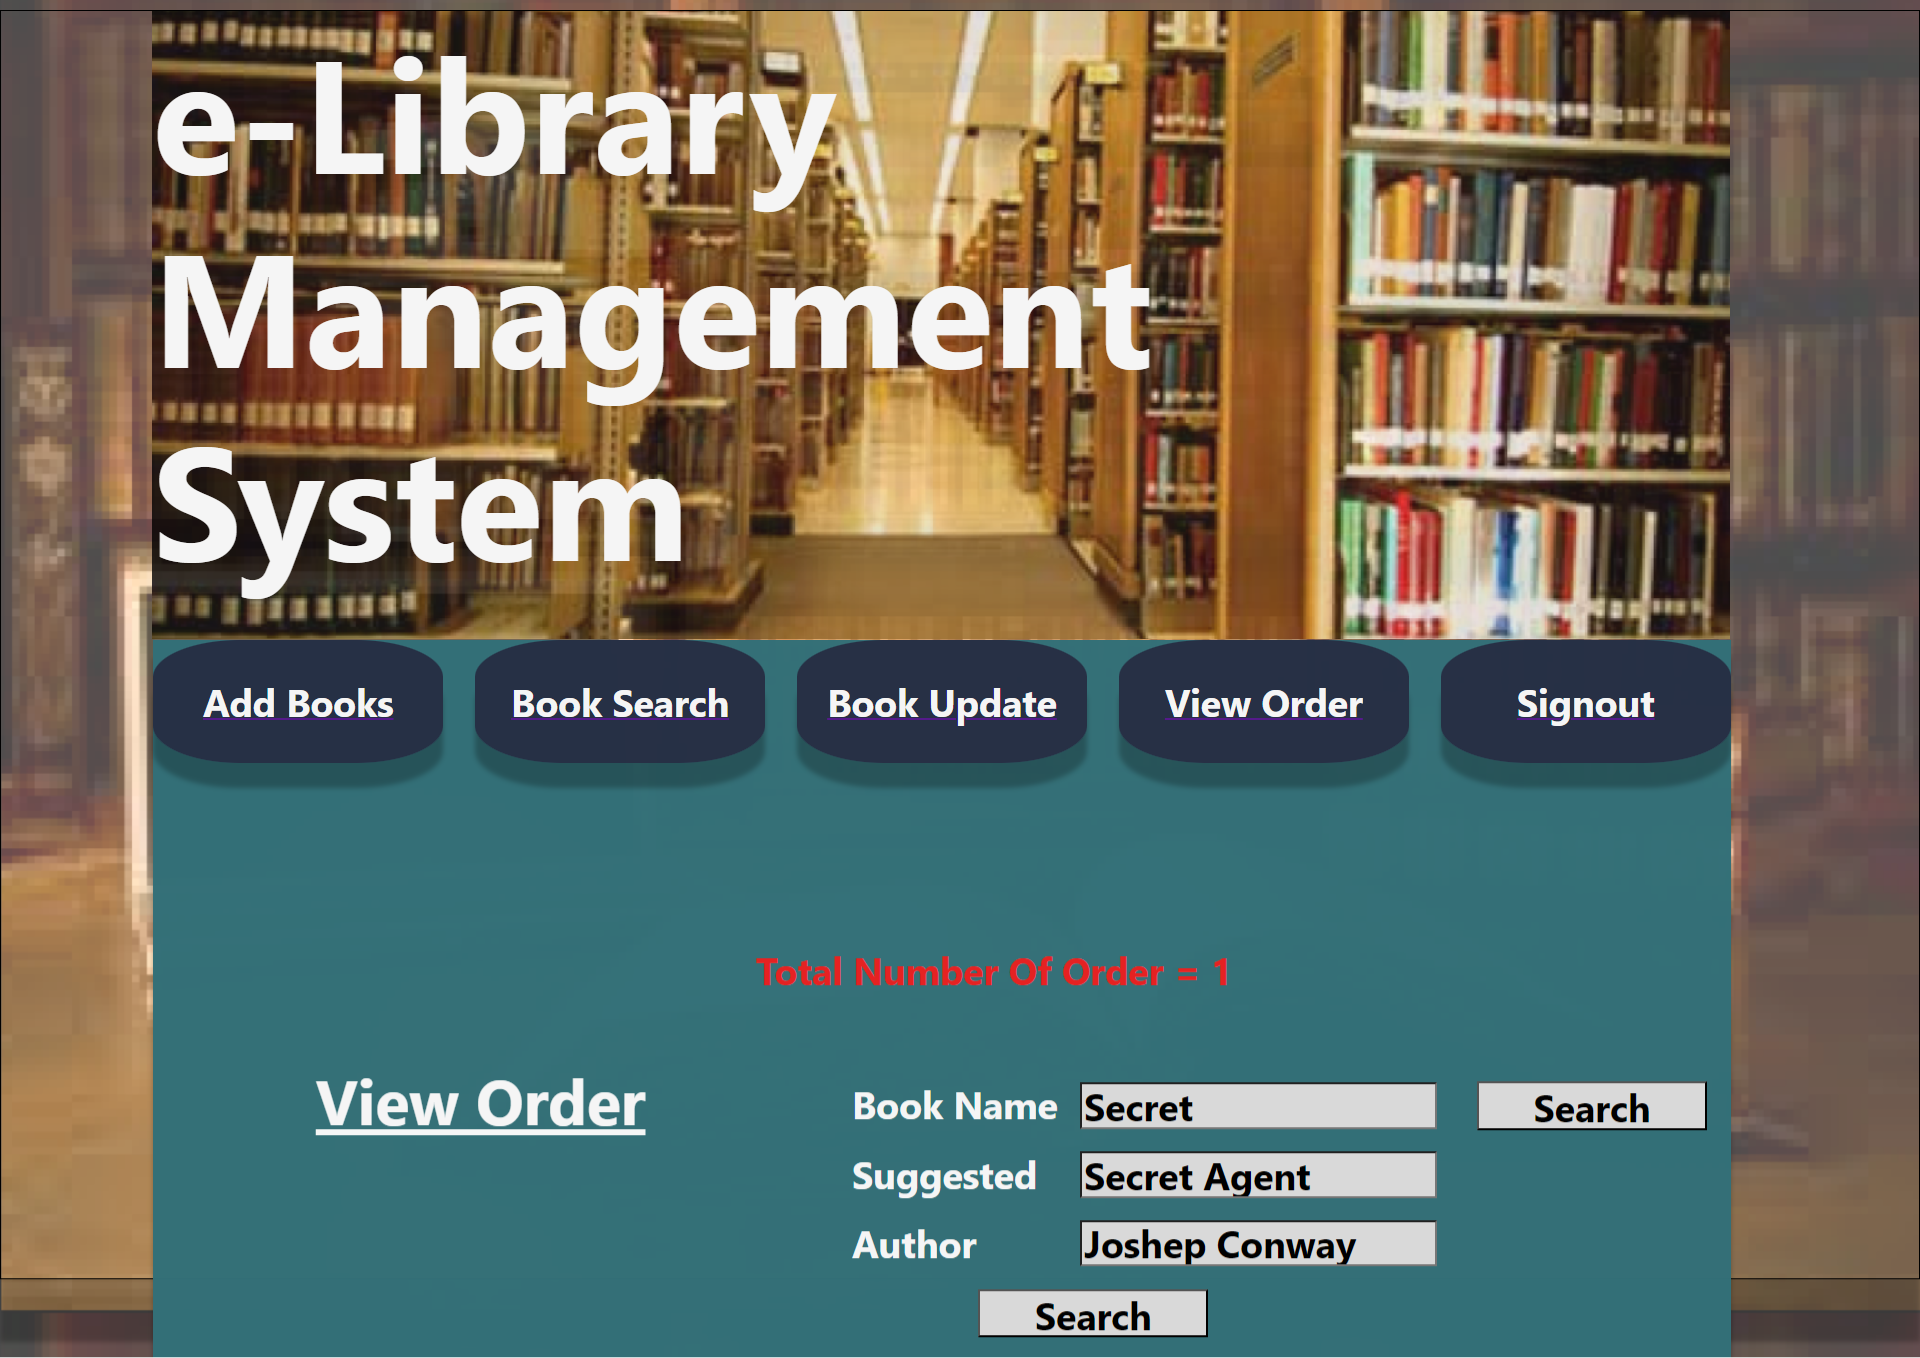 e-Library
Management
System
Add Books Book Search Book Update View Order Signout
Total Number Of Order = 1
View Order
Book Name Secret Search
Suggested Secret Agent
Author Joshep Conway
Search